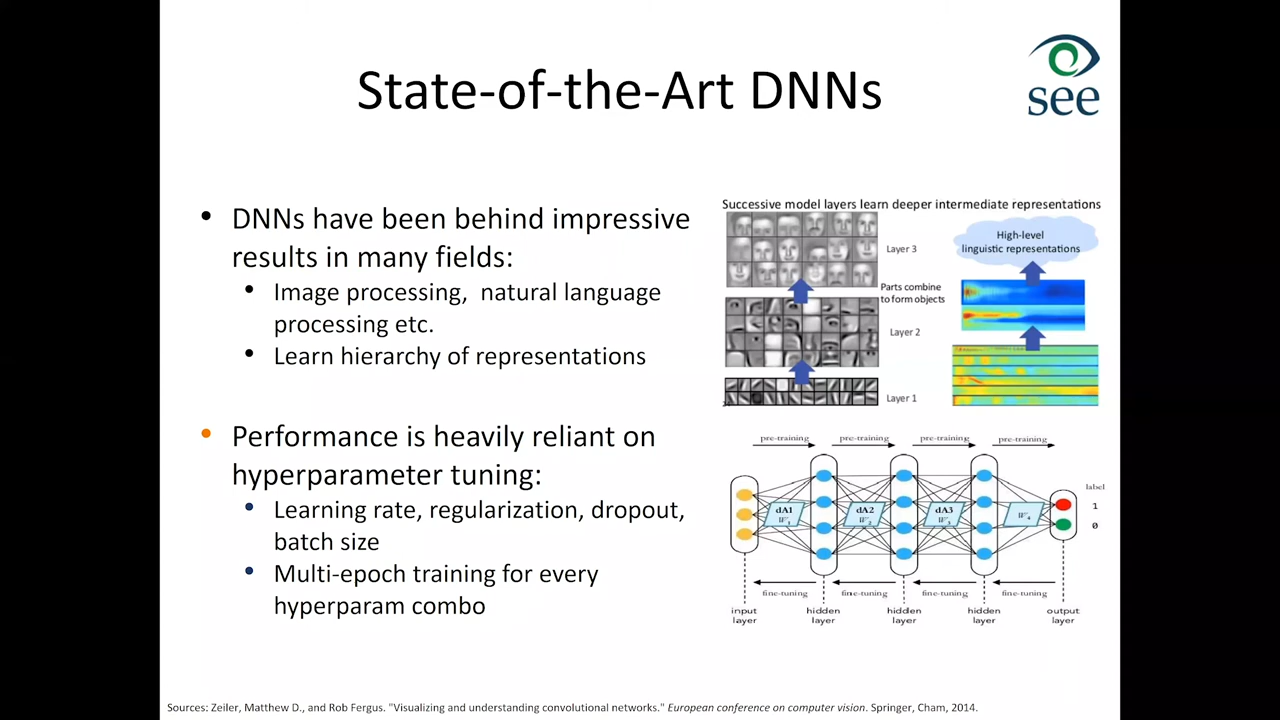 State-of-the-Art DNNs
see
• DNNs have been behind impressive
results in many fields:
• Image processing, natural language
processing etc.
• Learn hierarchy of representations
• Performance is heavily reliant on
hyperparameter tuning:
• Learning rate, regularization, dropout,
batch size
• Multi-epoch training for every
hyperparam combo
Successive model layers learn deeper intermediate representations
Layer 3
Parts combine
to form objects
Layer 2
Layer 1
High-level
linguistic representations
pre-training pre-training pre-training pre-training
label
1
0
dA1 dA2 dA3
W1 W2 W3 W4
fine-tuning fine-tuning fine-tuning fine-tuning
input hidden hidden hidden output
layer layer layer layer layer
Sources: Zeiler, Matthew D., and Rob Fergus. "Visualizing and understanding convolutional networks." European conference on computer vision. Springer, Cham, 2014.